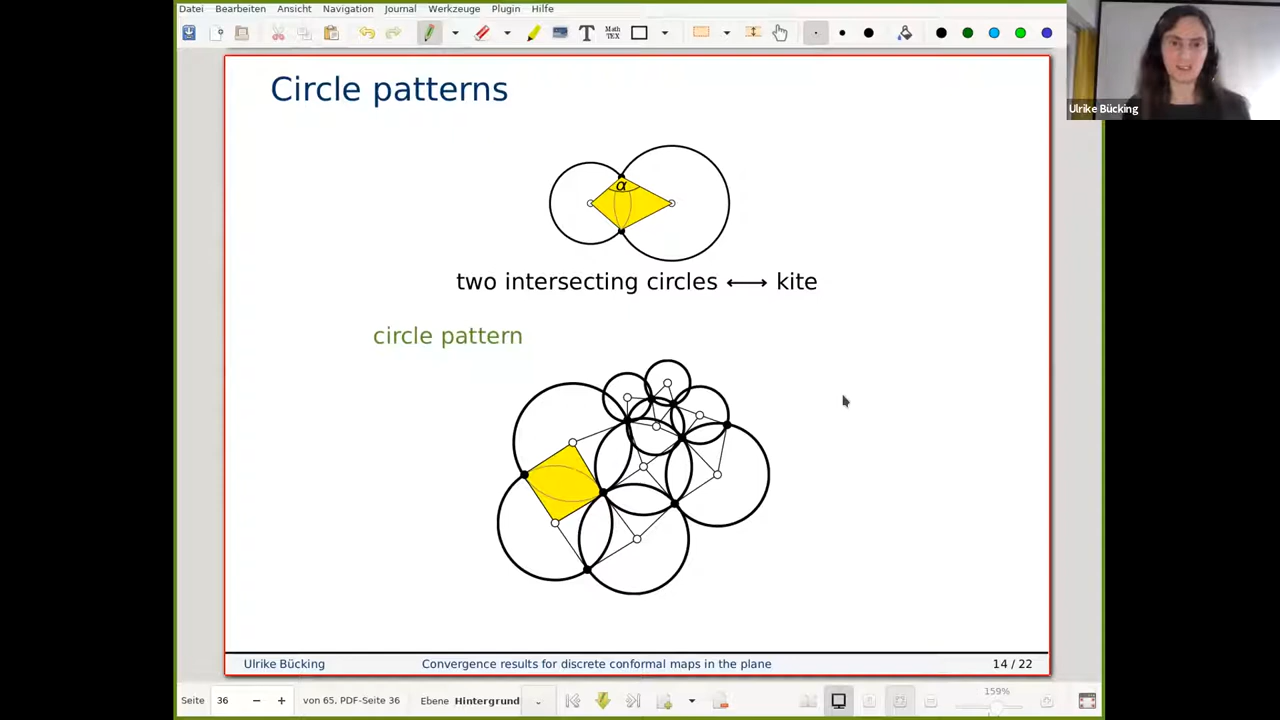 Datei Bearbeiten Ansicht Navigation Journal Werkzeuge Plugin Hilfe
T Math TEX
Ulrike Bücking
Circle patterns
α
two intersecting circles ⟷ kite
circle pattern
Ulrike Bücking Convergence results for discrete conformal maps in the plane 14 / 22
Seite 36 von 65, PDF-Seite 36 Ebene Hintergrund 159%